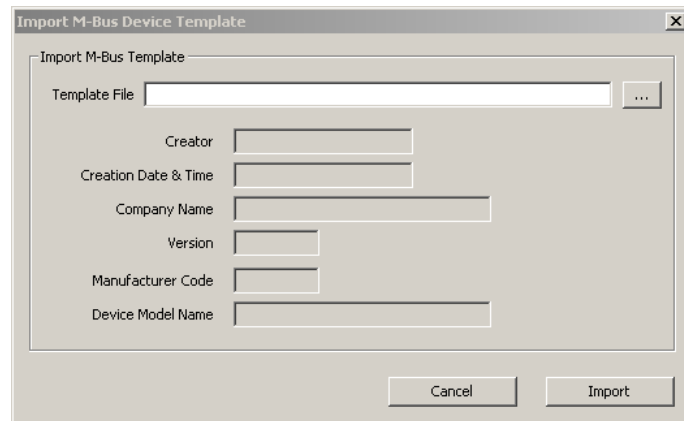 Import M-Bus Device Template
Import M-Bus Template
Template File
...
Creator
Creation Date & Time
Company Name
Version
Manufacturer Code
Device Model Name
Cancel Import